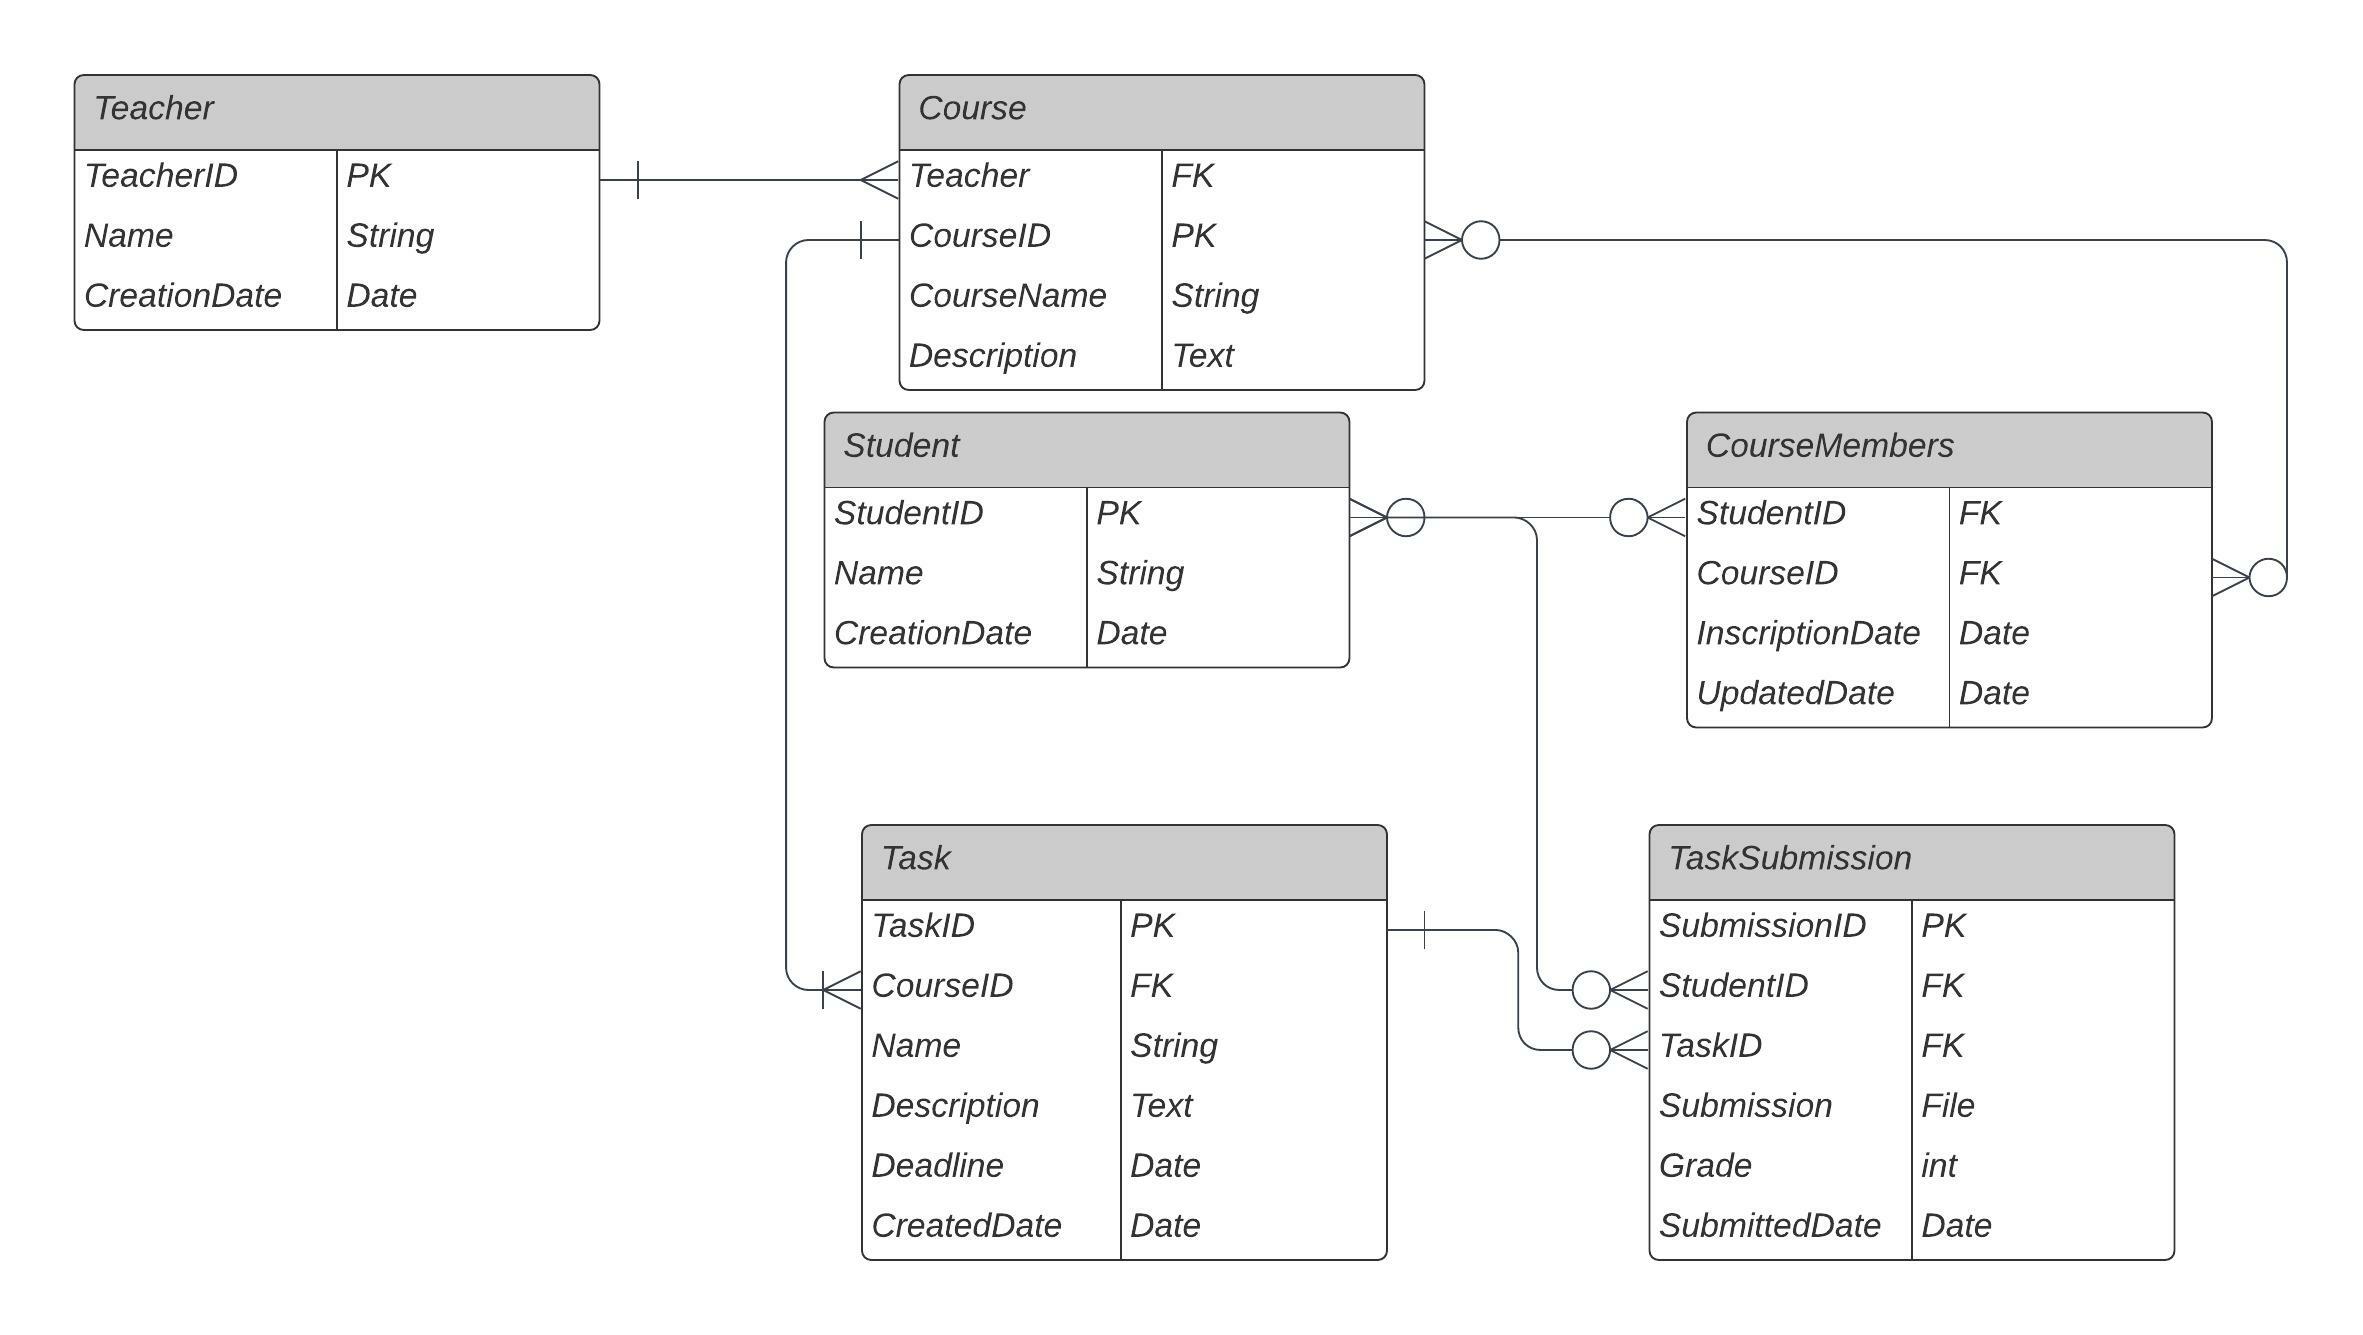 Teacher
TeacherID PK
Name String
CreationDate Date
Course
Teacher FK
CourseID PK
CourseName String
Description Text
Student
StudentID PK
Name String
CreationDate Date
CourseMembers
StudentID FK
CourseID FK
InscriptionDate Date
UpdatedDate Date
Task
TaskID PK
CourseID FK
Name String
Description Text
Deadline Date
CreatedDate Date
TaskSubmission
SubmissionID PK
StudentID FK
TaskID FK
Submission File
Grade int
SubmittedDate Date